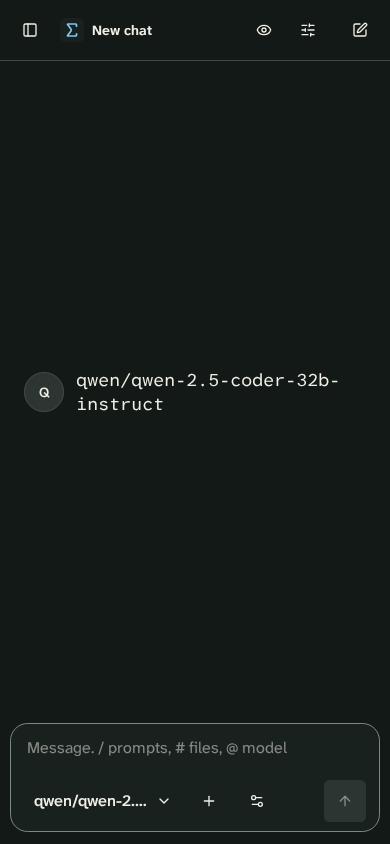 Σ New chat
Q
qwen/qwen-2.5-coder-32b-
instruct
Message. / prompts, # files, @ model
qwen/qwen-2....